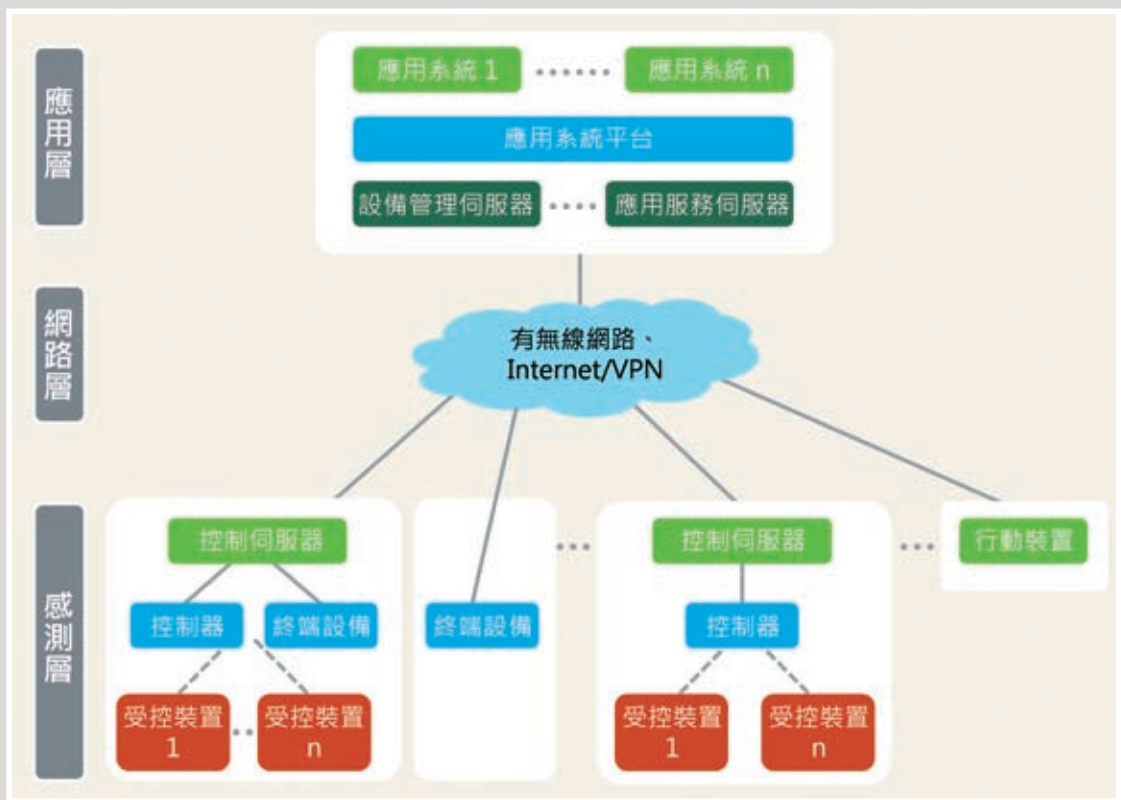 應用層
應用系統 1
應用系統 n
應用系統平台
設備管理伺服器
應用服務伺服器
網路層
有無線網路、
Internet/VPN
感測層
控制伺服器
控制伺服器
行動裝置
控制器
終端設備
終端設備
控制器
受控裝置
1
受控裝置
n
受控裝置
1
受控裝置
n